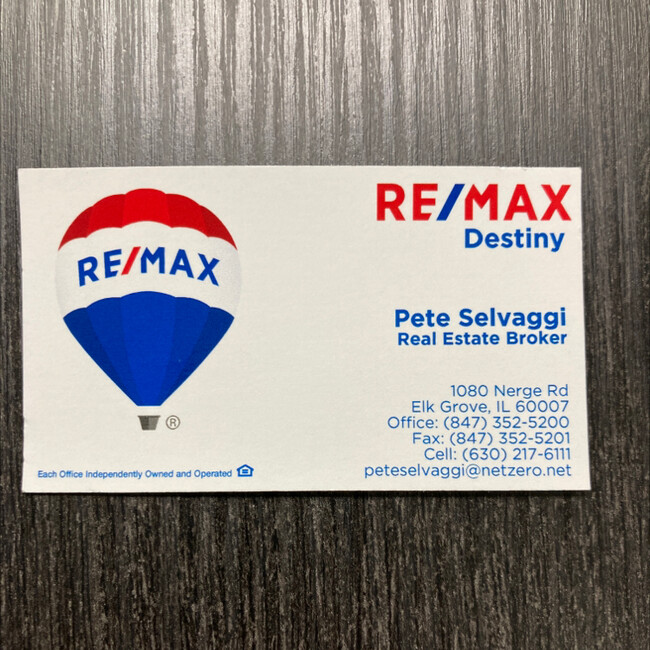 RE/MAX
RE/MAX
Destiny
Pete Selvaggi
Real Estate Broker
1080 Nerge Rd
Elk Grove, IL 60007
Office: (847) 352-5200
Fax: (847) 352-5201
Cell: (630) 217-6111
peteselvaggi@netzero.net
®
Each Office Independently Owned and Operated